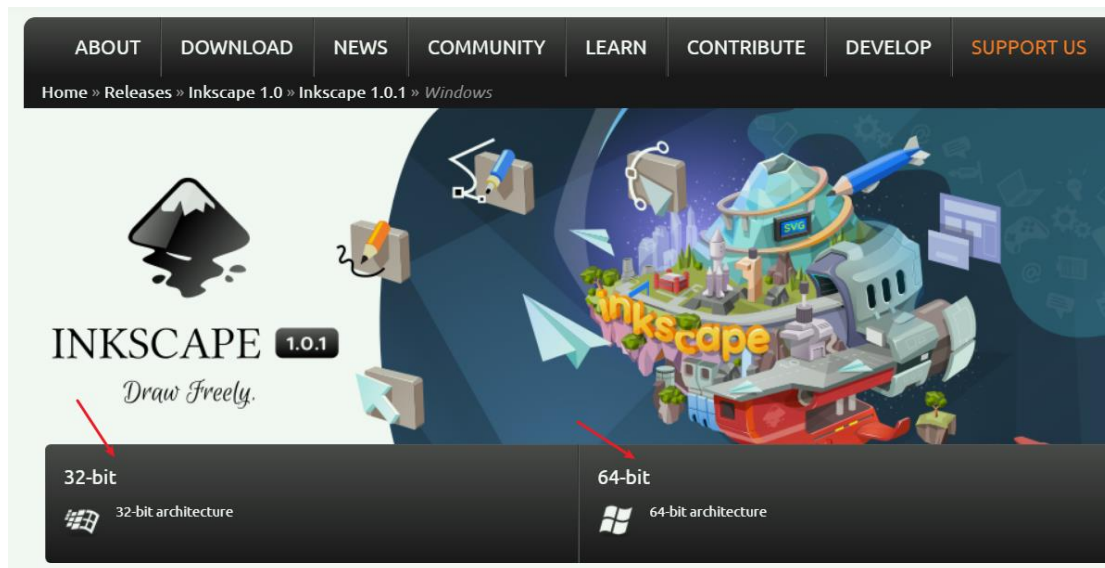 ABOUT DOWNLOAD NEWS COMMUNITY LEARN CONTRIBUTE DEVELOP SUPPORT US
Home » Releases » Inkscape 1.0 » Inkscape 1.0.1 » Windows
SVG
inkscape
INKSCAPE 1.0.1
Draw Freely.
32-bit
32-bit architecture
64-bit
64-bit architecture